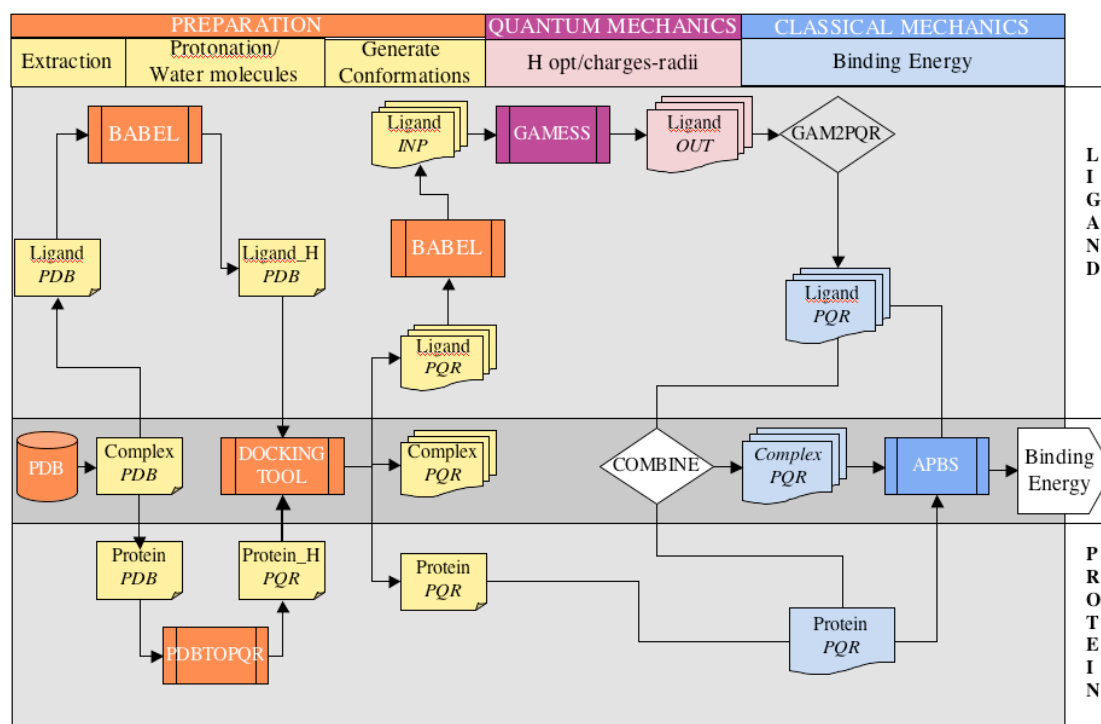 PREPARATION
QUANTUM MECHANICS
CLASSICAL MECHANICS
Extraction
Protonation/
Water molecules
Generate
Conformations
H opt/charges-radii
Binding Energy
BABEL
Ligand
INP
GAMESS
Ligand
OUT
GAM2PQR
LIGAND
Ligand
PDB
Ligand_H
PDB
BABEL
Ligand
PQR
Ligand
PQR
PDB
Complex
PDB
DOCKING
TOOL
Complex
PQR
COMBINE
Complex
PQR
APBS
Binding
Energy
Protein
PDB
Protein_H
PQR
Protein
PQR
PROTEIN
PDBTOPQR
Protein
PQR